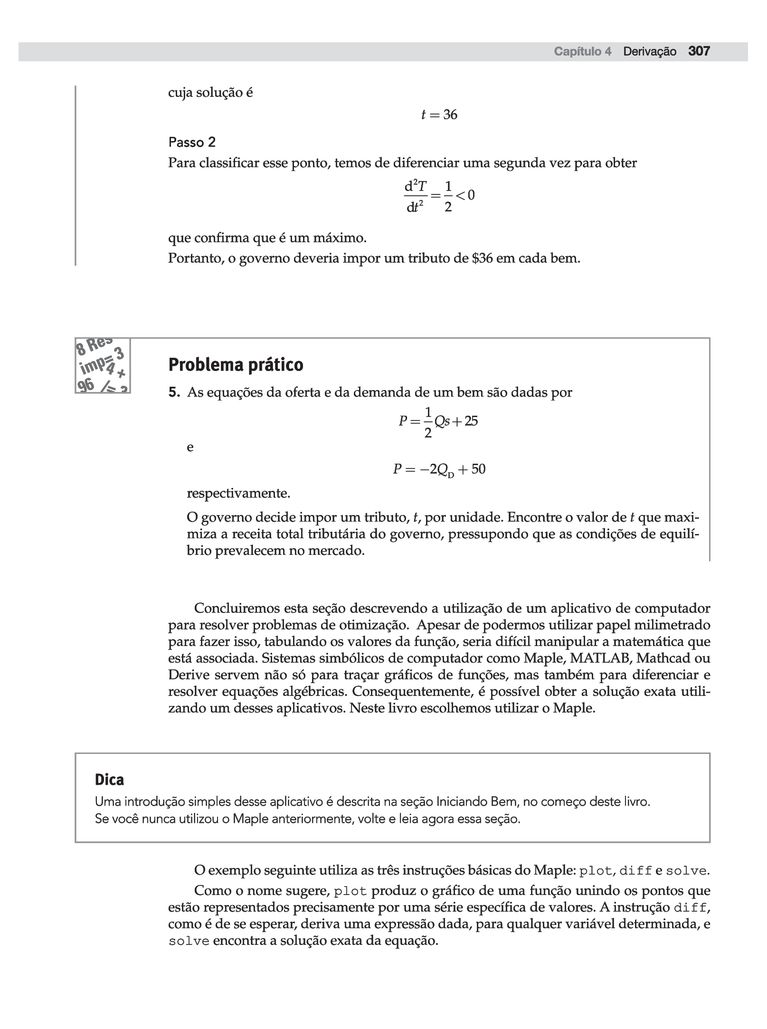 Capítulo 4 Derivação 307
cuja solução é
t = 36
Passo 2
Para classificar esse ponto, temos de diferenciar uma segunda vez para obter
d²T/dt² = 1/2 < 0
que confirma que é um máximo.
Portanto, o governo deveria impor um tributo de $36 em cada bem.
8 Res
imp= 3
4 +
96 /= 2
Problema prático
5. As equações da oferta e da demanda de um bem são dadas por
P = 1/2 Qs + 25
e
P = −2Q_D + 50
respectivamente.
O governo decide impor um tributo, t, por unidade. Encontre o valor de t que maxi-
miza a receita total tributária do governo, pressupondo que as condições de equilí-
brio prevalecem no mercado.
Concluiremos esta seção descrevendo a utilização de um aplicativo de computador
para resolver problemas de otimização. Apesar de podermos utilizar papel milimetrado
para fazer isso, tabulando os valores da função, seria difícil manipular a matemática que
está associada. Sistemas simbólicos de computador como Maple, MATLAB, Mathcad ou
Derive servem não só para traçar gráficos de funções, mas também para diferenciar e
resolver equações algébricas. Consequentemente, é possível obter a solução exata utili-
zando um desses aplicativos. Neste livro escolhemos utilizar o Maple.
Dica
Uma introdução simples desse aplicativo é descrita na seção Iniciando Bem, no começo deste livro.
Se você nunca utilizou o Maple anteriormente, volte e leia agora essa seção.
O exemplo seguinte utiliza as três instruções básicas do Maple: plot, diff e solve.
Como o nome sugere, plot produz o gráfico de uma função unindo os pontos que
estão representados precisamente por uma série específica de valores. A instrução diff,
como é de se esperar, deriva uma expressão dada, para qualquer variável determinada, e
solve encontra a solução exata da equação.